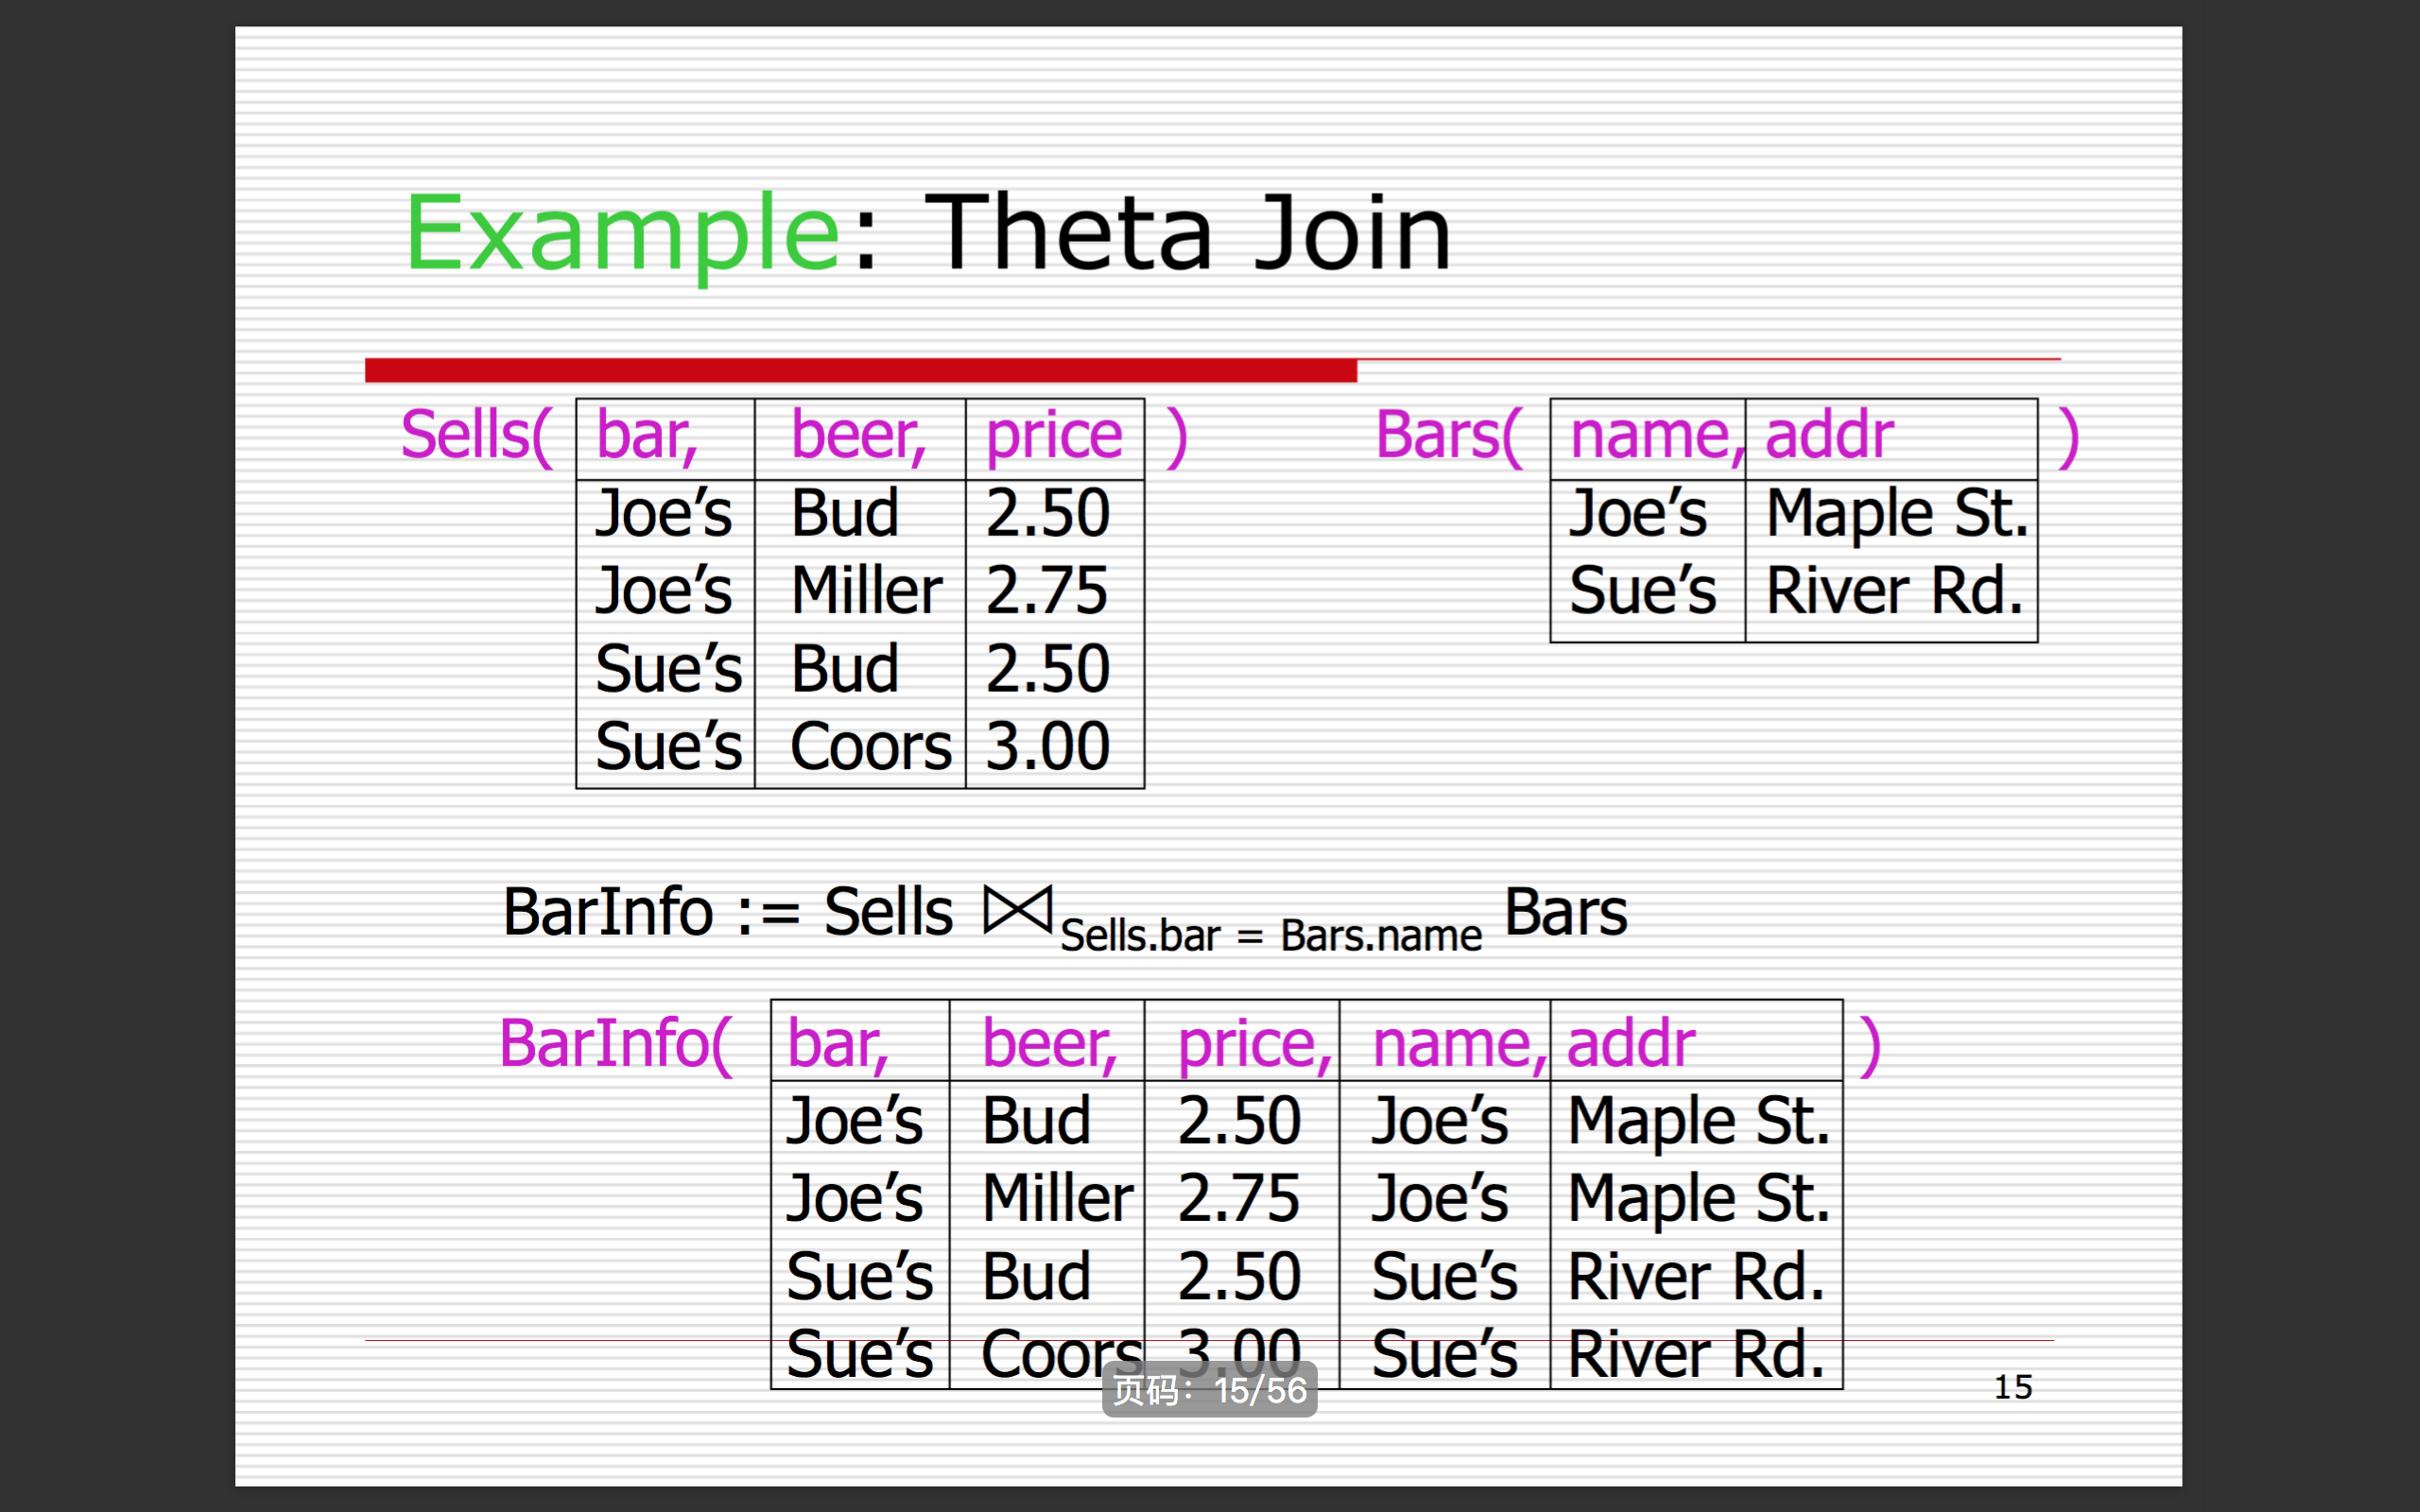 Example: Theta Join
Sells( bar, beer, price ) Bars( name, addr )
Joe’s Bud 2.50 Joe’s Maple St.
Joe’s Miller 2.75 Sue’s River Rd.
Sue’s Bud 2.50
Sue’s Coors 3.00
BarInfo := Sells ⋈ Sells.bar = Bars.name Bars
BarInfo( bar, beer, price, name, addr )
Joe’s Bud 2.50 Joe’s Maple St.
Joe’s Miller 2.75 Joe’s Maple St.
Sue’s Bud 2.50 Sue’s River Rd.
Sue’s Coors 3.00 Sue’s River Rd.
页码：15/56
15